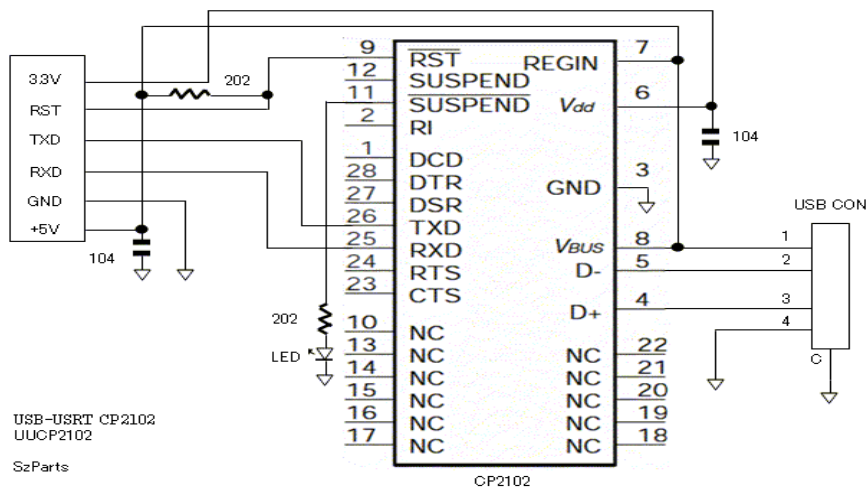 3.3V
RST
TXD
RXD
GND
+5V
202
104
9 RST
12 SUSPEND
11 SUSPEND
2 RI
1 DCD
28 DTR
27 DSR
26 TXD
25 RXD
24 RTS
23 CTS
10 NC
13 NC
14 NC
15 NC
16 NC
17 NC
REGIN 7
Vdd 6
GND 3
VBUS 8
D- 5
D+ 4
NC 22
NC 21
NC 20
NC 19
NC 18
104
USB CON
1
2
3
4
C
202
LED
CP2102
USB-USRT CP2102
UUCP2102
SzParts